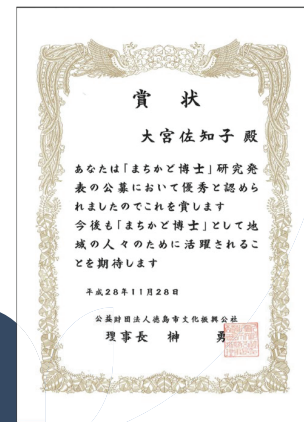 賞状
大宮佐知子 殿
あなたは「まちかど博士」研究発
表の公募において優秀と認めら
れましたのでこれを賞します
今後も「まちかど博士」として地
域の人々のために活躍されるこ
とを期待します
平成28年11月28日
公益財団法人徳島市文化振興公社
理事長 榊 勇